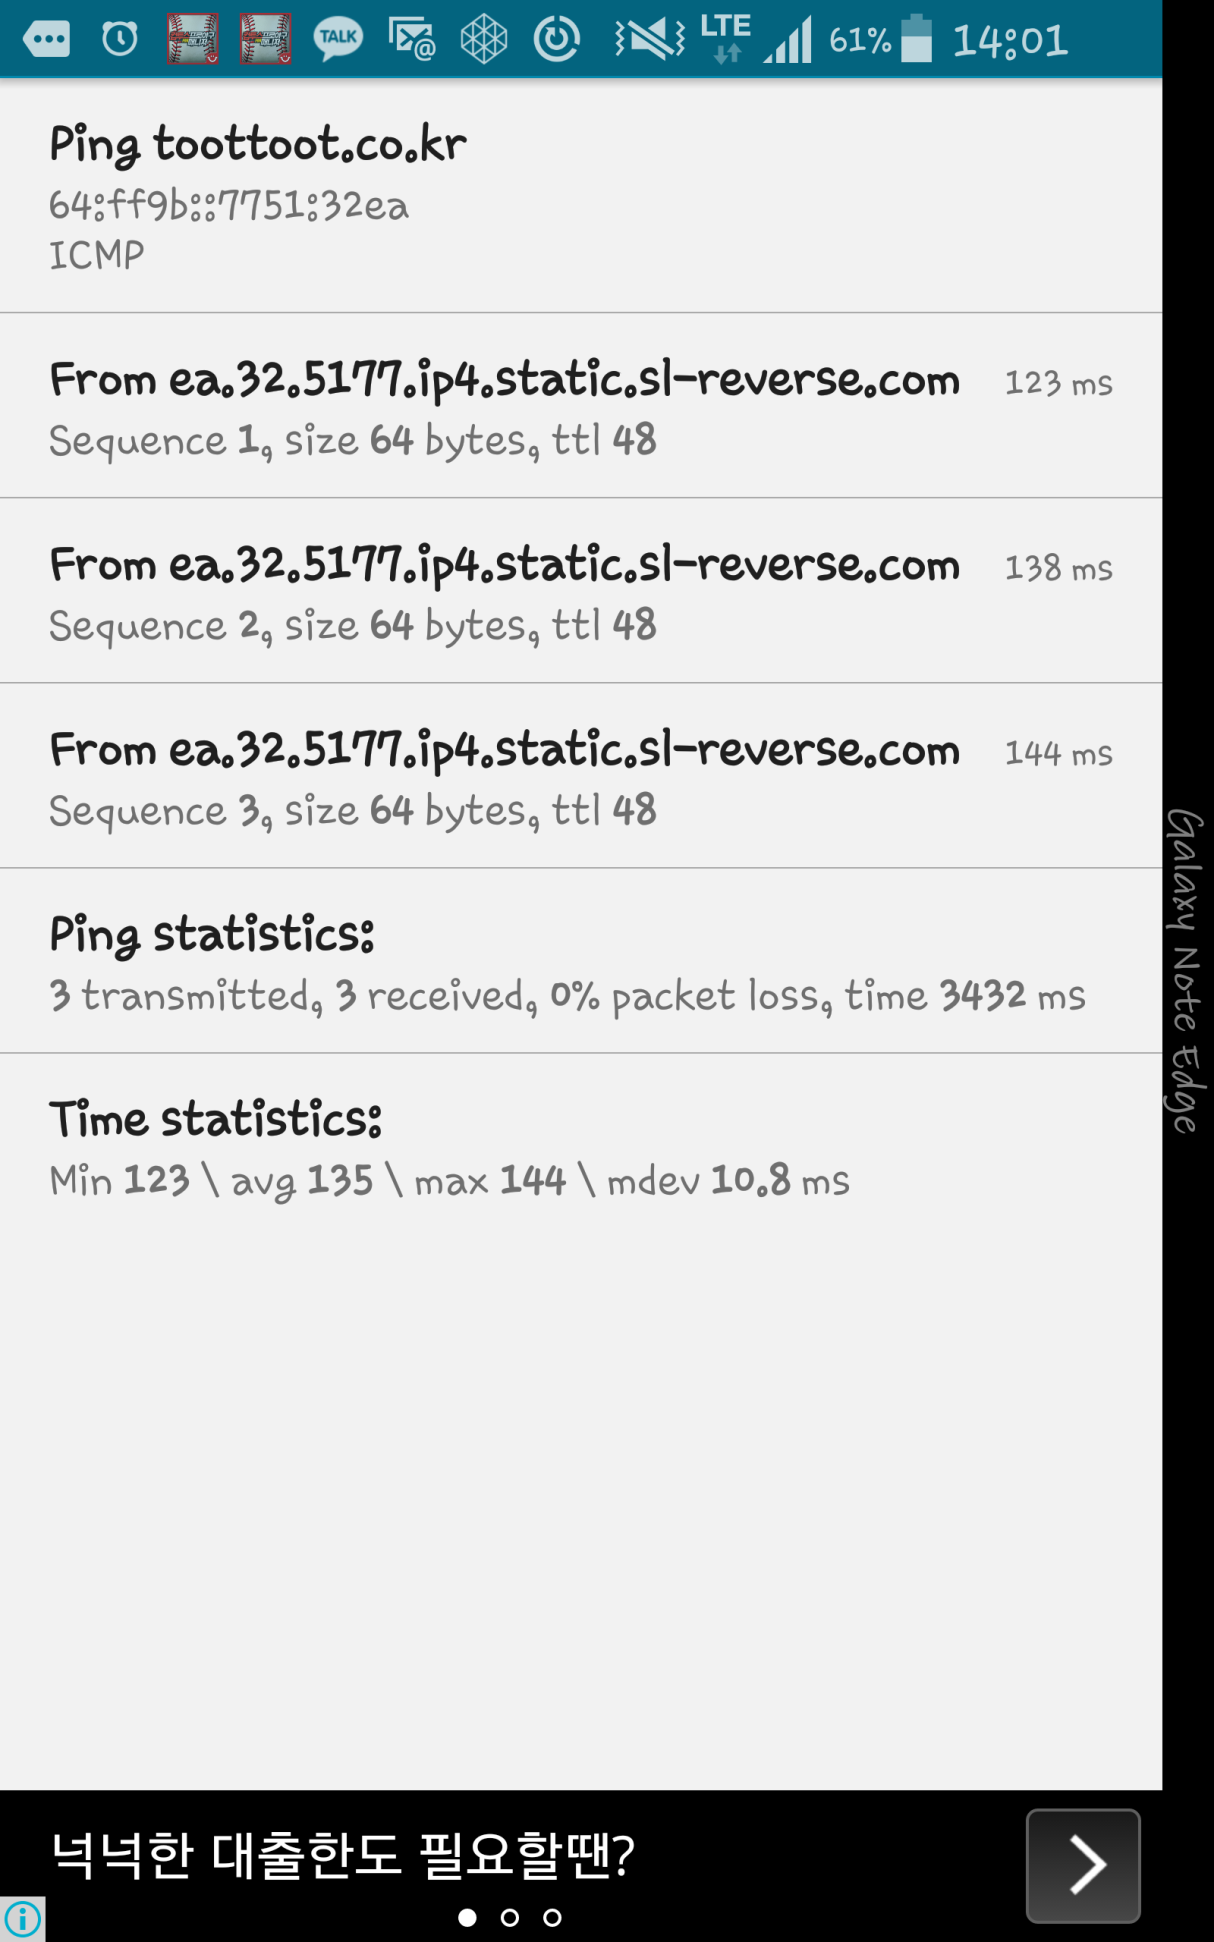 TALK
LTE
61%
14:01
Ping toottoot.co.kr
64:ff9b::7751:32ea
ICMP
From ea.32.5177.ip4.static.sl-reverse.com 123 ms
Sequence 1, size 64 bytes, ttl 48
From ea.32.5177.ip4.static.sl-reverse.com 138 ms
Sequence 2, size 64 bytes, ttl 48
From ea.32.5177.ip4.static.sl-reverse.com 144 ms
Sequence 3, size 64 bytes, ttl 48
Ping statistics:
3 transmitted, 3 received, 0% packet loss, time 3432 ms
Time statistics:
Min 123 \ avg 135 \ max 144 \ mdev 10.8 ms
Galaxy Note Edge
넉넉한 대출한도 필요할땐?